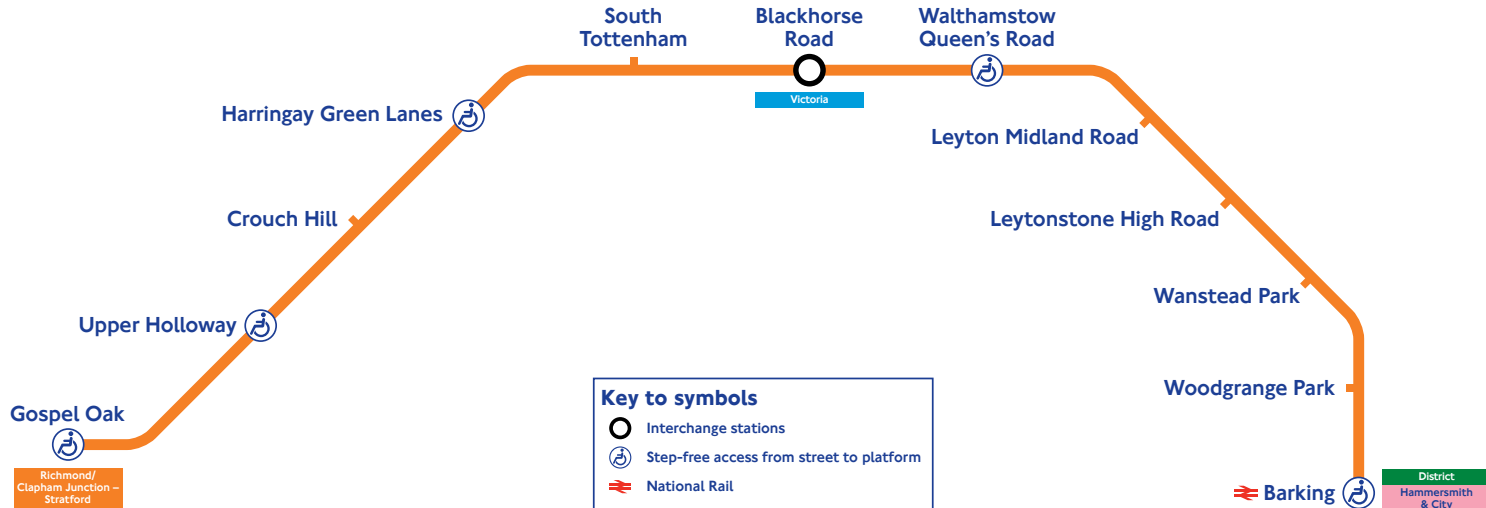 South
Tottenham
Blackhorse
Road
Walthamstow
Queen's Road
Victoria
Harringay Green Lanes
Leyton Midland Road
Crouch Hill
Leytonstone High Road
Wanstead Park
Upper Holloway
Woodgrange Park
Gospel Oak
Richmond/
Clapham Junction –
Stratford
Key to symbols
Interchange stations
Step-free access from street to platform
National Rail
Barking
District
Hammersmith
& City